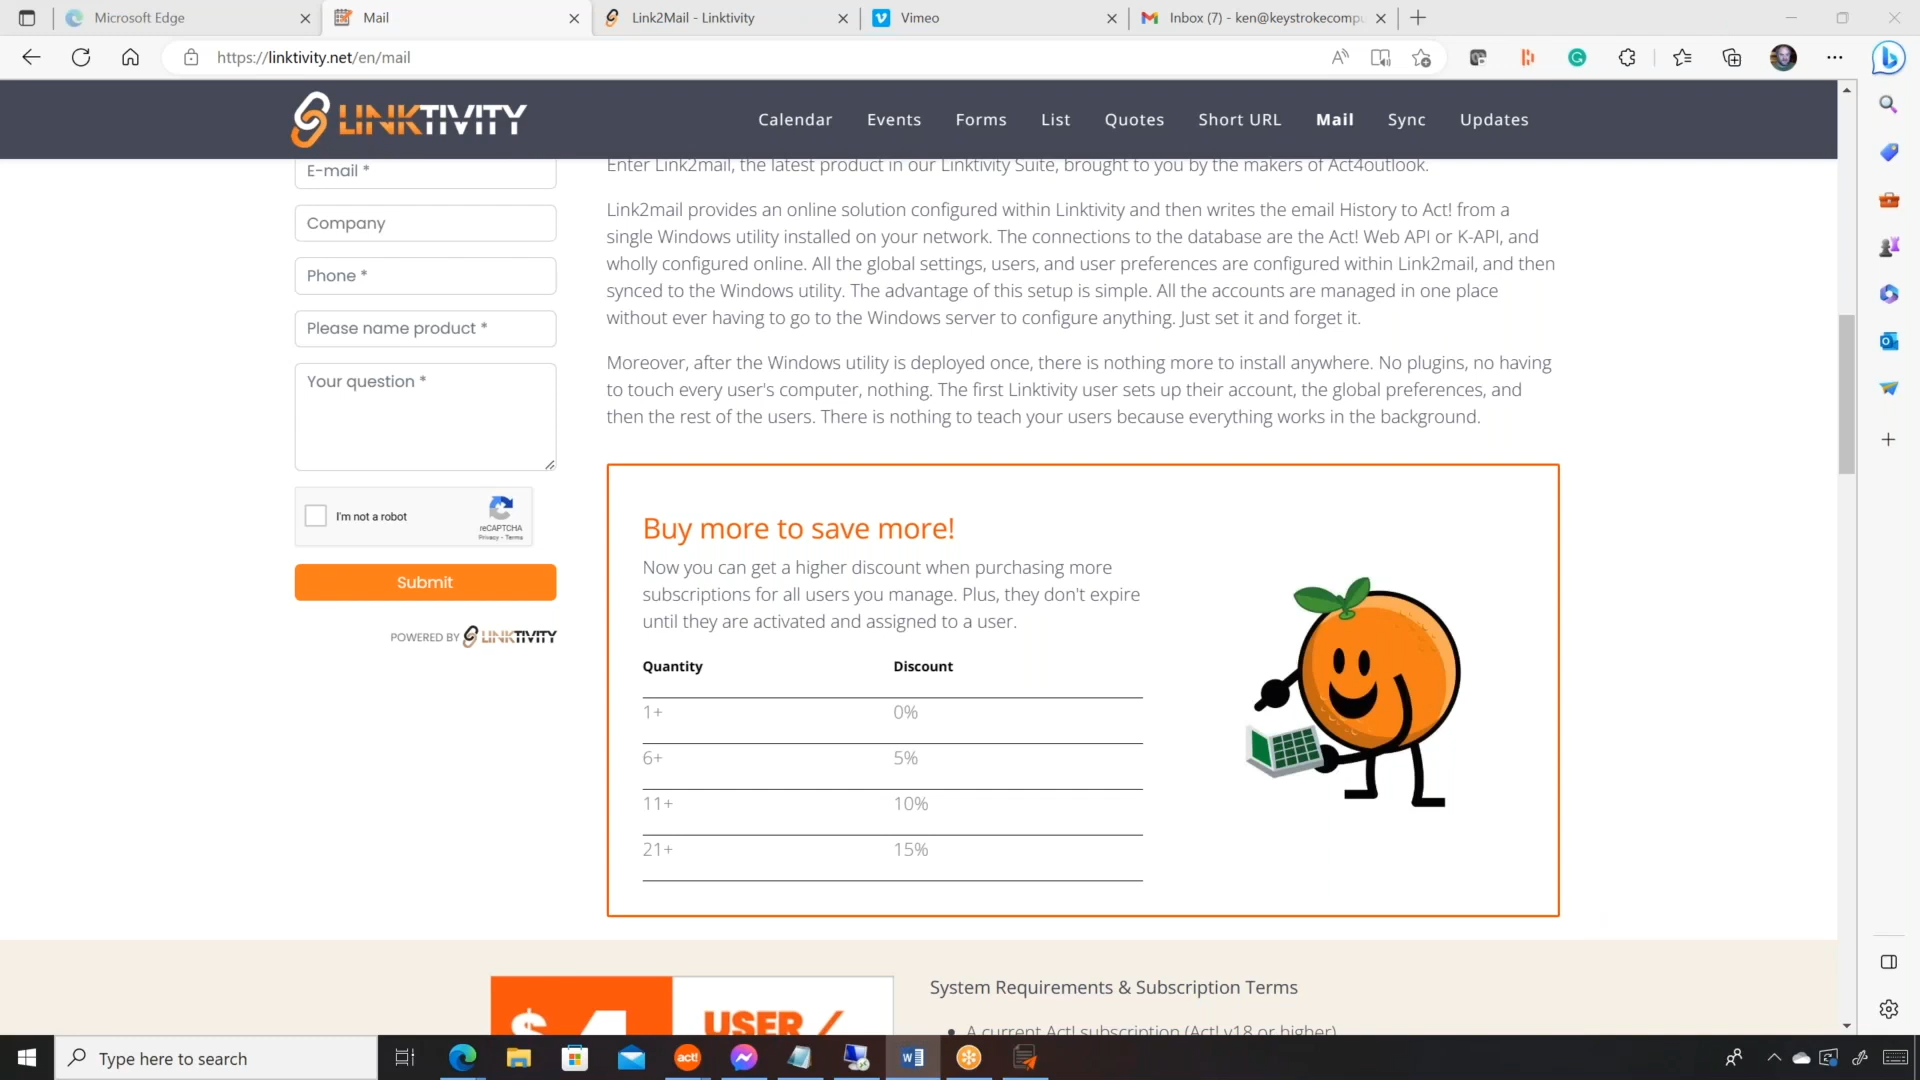 Microsoft Edge
Mail
Link2Mail - Linktivity
Vimeo
Inbox (7) - ken@keystrokecompu
https://linktivity.net/en/mail
LINKTIVITY
Calendar
Events
Forms
List
Quotes
Short URL
Mail
Sync
Updates
E-mail *
Company
Phone *
Please name product *
Your question *
I'm not a robot
reCAPTCHA
Privacy - Terms
Submit
POWERED BY LINKTIVITY
Enter Link2mail, the latest product in our Linktivity Suite, brought to you by the makers of Act4outlook.
Link2mail provides an online solution configured within Linktivity and then writes the email History to Act! from a
single Windows utility installed on your network. The connections to the database are the Act! Web API or K-API, and
wholly configured online. All the global settings, users, and user preferences are configured within Link2mail, and then
synced to the Windows utility. The advantage of this setup is simple. All the accounts are managed in one place
without ever having to go to the Windows server to configure anything. Just set it and forget it.
Moreover, after the Windows utility is deployed once, there is nothing more to install anywhere. No plugins, no having
to touch every user's computer, nothing. The first Linktivity user sets up their account, the global preferences, and
then the rest of the users. There is nothing to teach your users because everything works in the background.
Buy more to save more!
Now you can get a higher discount when purchasing more
subscriptions for all users you manage. Plus, they don't expire
until they are activated and assigned to a user.
Quantity Discount
1+ 0%
6+ 5%
11+ 10%
21+ 15%
$4
USER /
System Requirements & Subscription Terms
A current Act! subscription (Act! v18 or higher)
Type here to search
act!